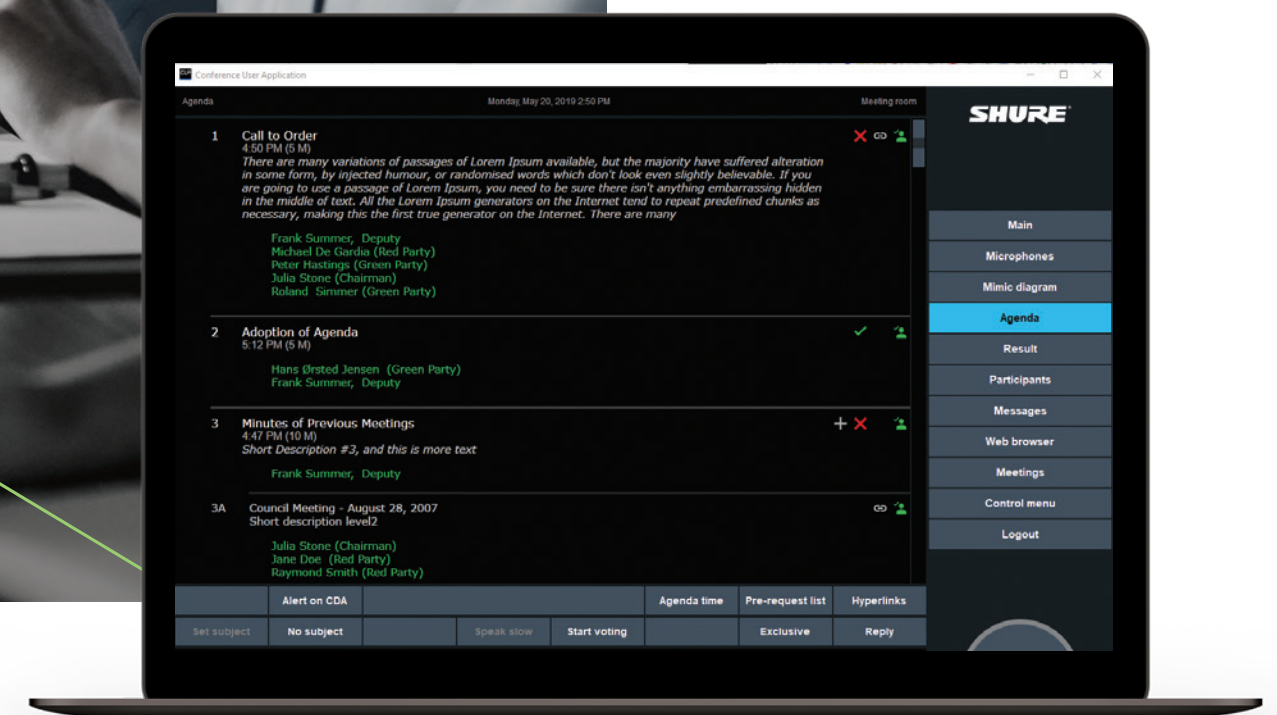 CUA Conference User Application
Agenda Monday, May 20, 2019 2:50 PM Meeting room
SHURE
1 Call to Order
4:50 PM (5 M)
There are many variations of passages of Lorem Ipsum available, but the majority have suffered alteration
in some form, by injected humour, or randomised words which don't look even slightly believable. If you
are going to use a passage of Lorem Ipsum, you need to be sure there isn't anything embarrassing hidden
in the middle of text. All the Lorem Ipsum generators on the Internet tend to repeat predefined chunks as
necessary, making this the first true generator on the Internet. There are many
Frank Summer, Deputy
Michael De Gardia (Red Party)
Peter Hastings (Green Party)
Julia Stone (Chairman)
Roland Simmer (Green Party)
2 Adoption of Agenda
5:12 PM (5 M)
Hans Ørsted Jensen (Green Party)
Frank Summer, Deputy
3 Minutes of Previous Meetings
4:47 PM (10 M)
Short Description #3, and this is more text
Frank Summer, Deputy
3A Council Meeting - August 28, 2007
Short description level2
Julia Stone (Chairman)
Jane Doe (Red Party)
Raymond Smith (Red Party)
Main
Microphones
Mimic diagram
Agenda
Result
Participants
Messages
Web browser
Meetings
Control menu
Logout
Alert on CDA Agenda time Pre-request list Hyperlinks
Set subject No subject Speak slow Start voting Exclusive Reply